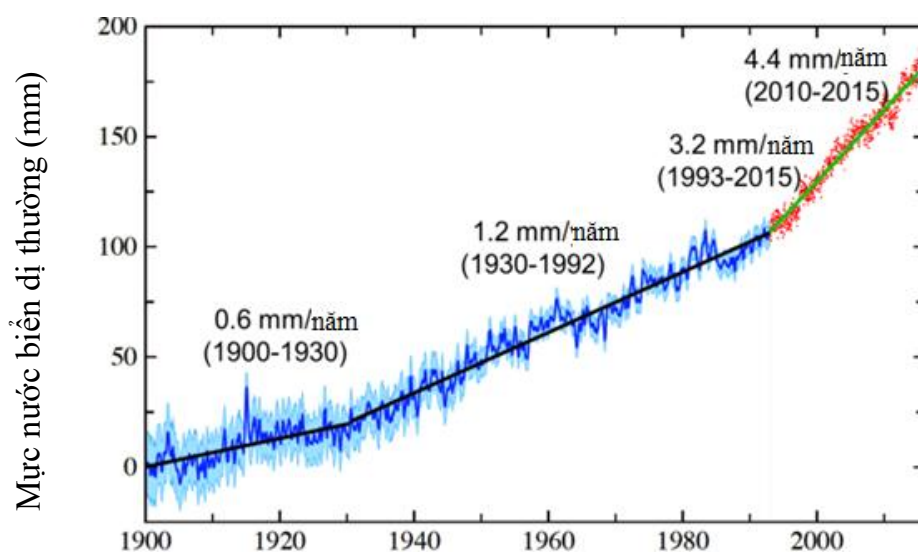 Mực nước biển dị thường (mm)
200
150
100
50
0
4.4 mm/năm
(2010-2015)
3.2 mm/năm
(1993-2015)
1.2 mm/năm
(1930-1992)
0.6 mm/năm
(1900-1930)
1900 1920 1940 1960 1980 2000